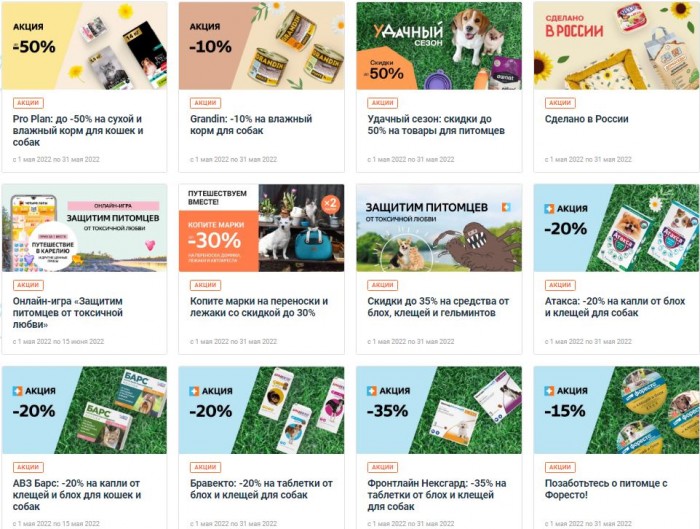 АКЦИЯ
до -50%
АКЦИИ
Pro Plan: до -50% на сухой и
влажный корм для кошек и
собак
с 1 мая 2022 по 31 мая 2022
АКЦИЯ
-10%
GRANDIN
GRANDIN
АКЦИИ
Grandin: -10% на влажный
корм для собак
с 1 мая 2022 по 31 мая 2022
УДАЧНЫЙ
СЕЗОН
Скидки
до 50%
АКЦИИ
Удачный сезон: скидки до
50% на товары для питомцев
с 1 мая 2022 по 31 мая 2022
СДЕЛАНО
В РОССИИ
АКЦИИ
Сделано в России
с 1 мая 2022 по 31 мая 2022
ОНЛАЙН-ИГРА
ЗАЩИТИМ
ПИТОМЦЕВ
ОТ ТОКСИЧНОЙ ЛЮБВИ
ПУТЕШЕСТВИЕ
В КАРЕЛИЮ
АКЦИИ
Онлайн-игра «Защитим
питомцев от токсичной
любви»
с 1 мая 2022 по 15 июня 2022
ПУТЕШЕСТВУЕМ
ВМЕСТЕ!
×2
КОПИТЕ МАРКИ
-30%
АКЦИИ
Копите марки на переноски и
лежаки со скидкой до 30%
с 1 мая 2022 по 31 мая 2022
ЗАЩИТИМ ПИТОМЦЕВ
ОТ ТОКСИЧНОЙ ЛЮБВИ
АКЦИИ
Скидки до 35% на средства от
блох, клещей и гельминтов
с 1 мая 2022 по 31 мая 2022
АКЦИЯ
-20%
АТАКСА
АКЦИИ
Атакса: -20% на капли от блох
и клещей для собак
с 1 мая 2022 по 31 мая 2022
АКЦИЯ
-20%
БАРС
БАРС
АКЦИИ
АВЗ Барс: -20% на капли от
клещей и блох для кошек и
собак
с 1 мая 2022 по 15 мая 2022
АКЦИЯ
-20%
АКЦИИ
Бравекто: -20% на таблетки от
блох и клещей для собак
с 1 мая 2022 по 31 мая 2022
АКЦИЯ
-35%
АКЦИИ
Фронтлайн Нексгард: -35% на
таблетки от блох и клещей
для собак
с 1 мая 2022 по 31 мая 2022
АКЦИЯ
-15%
форесто
форесто
АКЦИИ
Позаботьтесь о питомце с
Форесто!
с 1 мая 2022 по 31 мая 2022